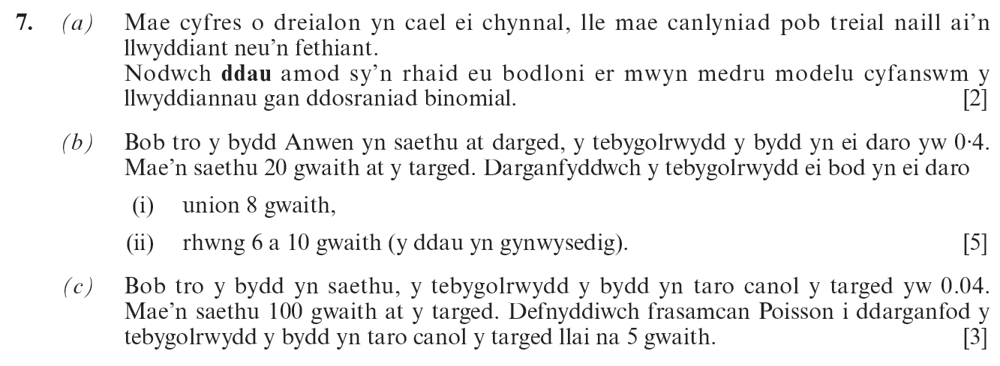 7. (a) Mae cyfres o dreialon yn cael ei chynnal, lle mae canlyniad pob treial naill ai’n
llwyddiant neu’n fethiant.
Nodwch ddau amod sy’n rhaid eu bodloni er mwyn medru modelu cyfanswm y
llwyddiannau gan ddosraniad binomial. [2]
(b) Bob tro y bydd Anwen yn saethu at darged, y tebygolrwydd y bydd yn ei daro yw 0·4.
Mae’n saethu 20 gwaith at y targed. Darganfyddwch y tebygolrwydd ei bod yn ei daro
(i) union 8 gwaith,
(ii) rhwng 6 a 10 gwaith (y ddau yn gynwysedig). [5]
(c) Bob tro y bydd yn saethu, y tebygolrwydd y bydd yn taro canol y targed yw 0.04.
Mae’n saethu 100 gwaith at y targed. Defnyddiwch frasamcan Poisson i ddarganfod y
tebygolrwydd y bydd yn taro canol y targed llai na 5 gwaith. [3]